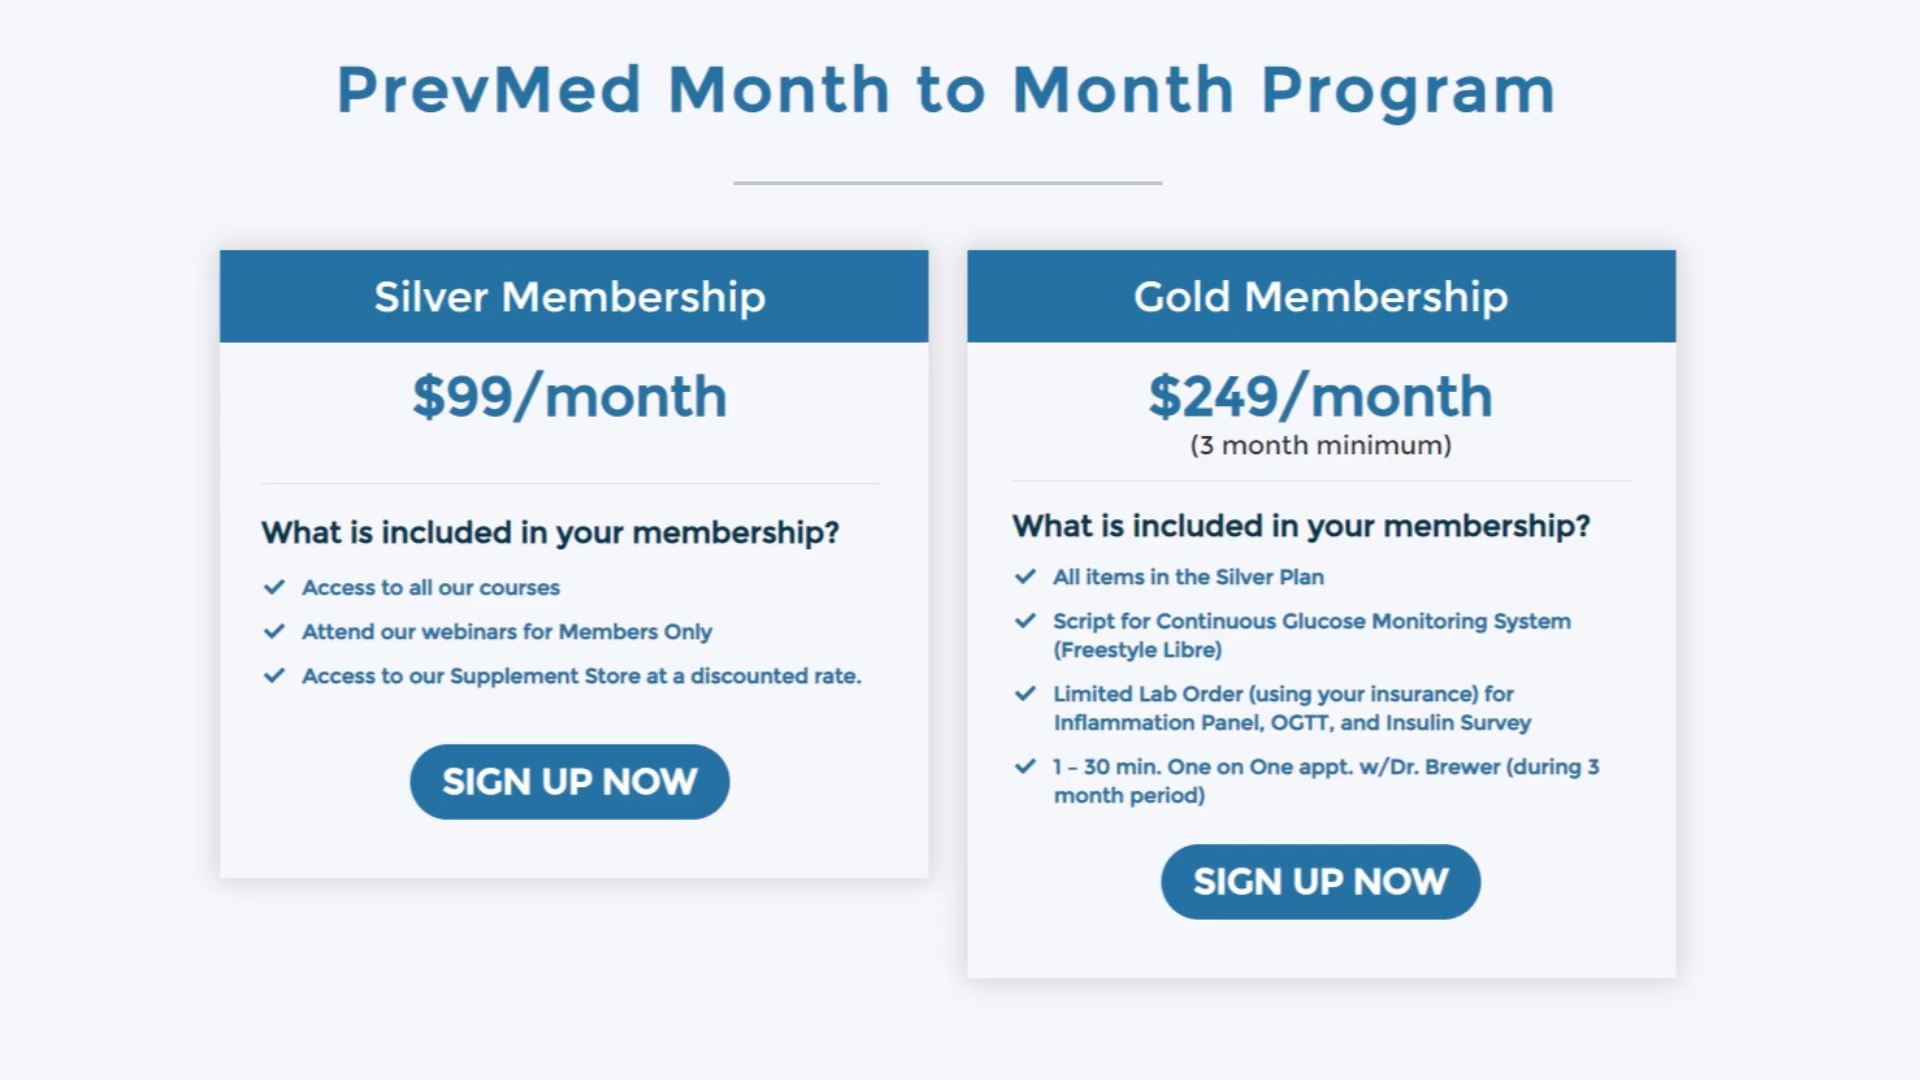 PrevMed Month to Month Program
Silver Membership
$99/month
What is included in your membership?
Access to all our courses
Attend our webinars for Members Only
Access to our Supplement Store at a discounted rate.
SIGN UP NOW
Gold Membership
$249/month
(3 month minimum)
What is included in your membership?
All items in the Silver Plan
Script for Continuous Glucose Monitoring System
(Freestyle Libre)
Limited Lab Order (using your insurance) for
Inflammation Panel, OGTT, and Insulin Survey
1 – 30 min. One on One appt. w/Dr. Brewer (during 3
month period)
SIGN UP NOW